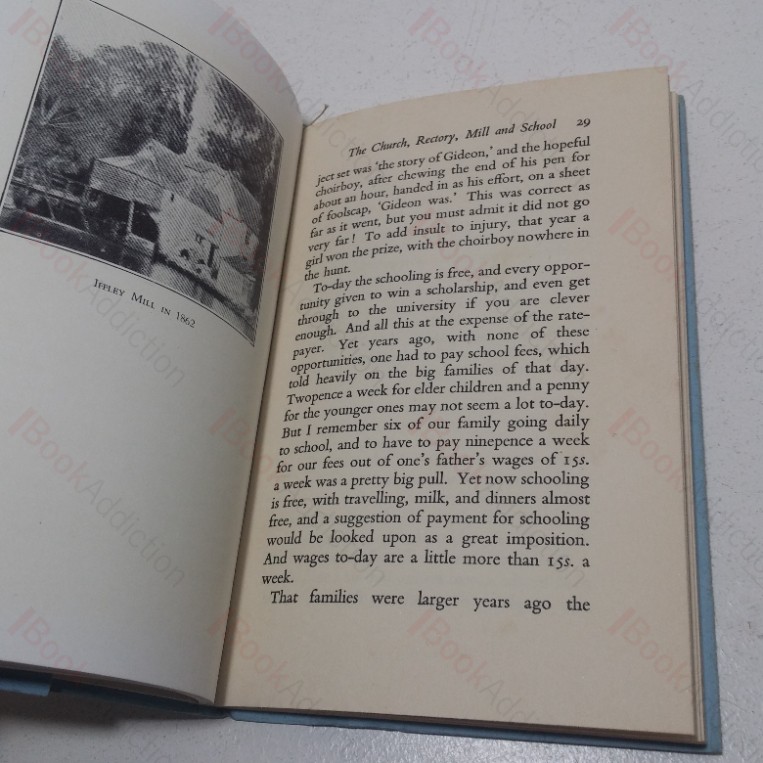 IFFLEY MILL IN 1862
The Church, Rectory, Mill and School 29
ject set was 'the story of Gideon,' and the hopeful
choirboy, after chewing the end of his pen for
about an hour, handed in as his effort, on a sheet
of foolscap, 'Gideon was.' This was correct as
far as it went, but you must admit it did not go
very far! To add insult to injury, that year a
girl won the prize, with the choirboy nowhere in
the hunt.
To-day the schooling is free, and every oppor-
tunity given to win a scholarship, and even get
through to the university if you are clever
enough. And all this at the expense of the rate-
payer. Yet years ago, with none of these
opportunities, one had to pay school fees, which
told heavily on the big families of that day.
Twopence a week for elder children and a penny
for the younger ones may not seem a lot to-day.
But I remember six of our family going daily
to school, and to have to pay ninepence a week
for our fees out of one's father's wages of 15s.
a week was a pretty big pull. Yet now schooling
is free, with travelling, milk, and dinners almost
free, and a suggestion of payment for schooling
would be looked upon as a great imposition.
And wages to-day are a little more than 15s. a
week.
That families were larger years ago the
BookAddiction